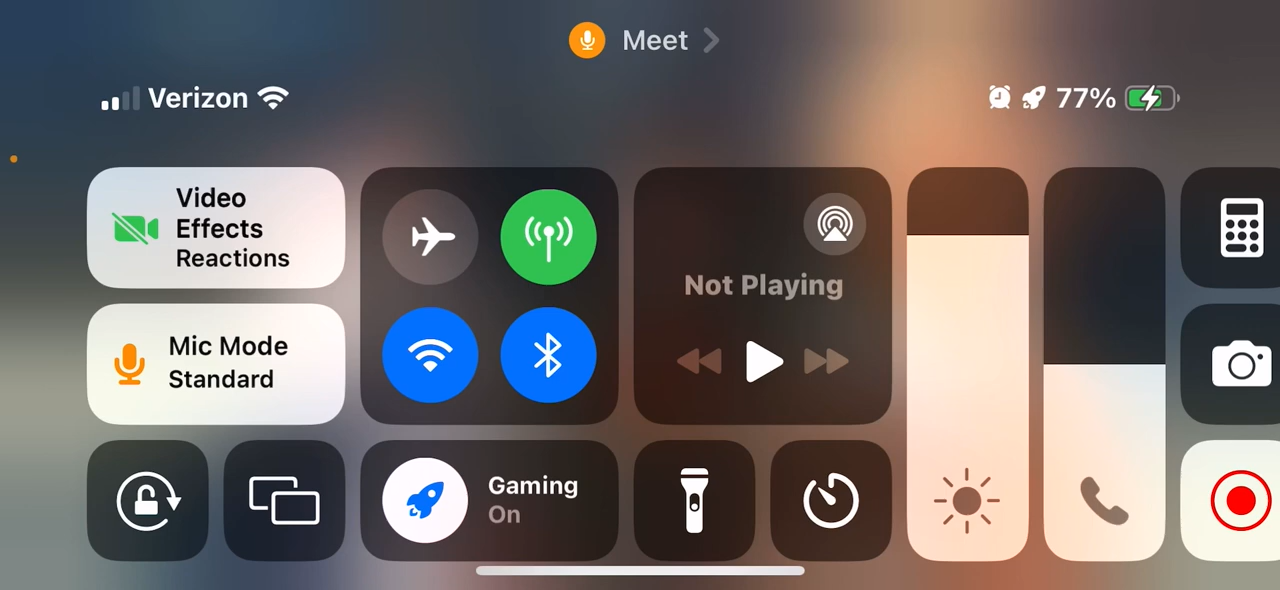 Meet
Verizon
77%
Video
Effects
Reactions
Mic Mode
Standard
Not Playing
Gaming
On